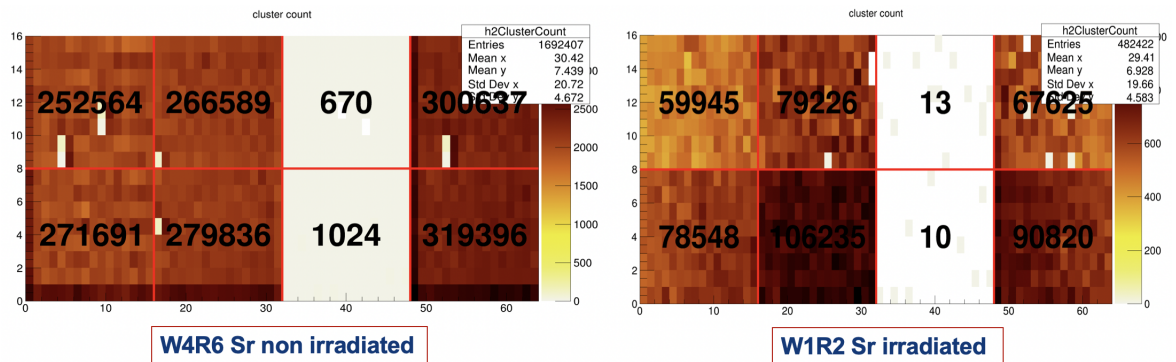 cluster count
h2ClusterCount
Entries 1692407
Mean x 30.42
Mean y 7.439
Std Dev x 20.72
4.672
16
14
12
10
8
6
4
2
0
252564 266589 670 300637
271691 279836 1024 319396
2500
2000
1500
1000
500
0
0 10 20 30 40 50 60
W4R6 Sr non irradiated
cluster count
h2ClusterCount
Entries 482422
Mean x 29.41
Mean y 6.928
Std Dev x 19.66
4.583
16
14
12
10
8
6
4
2
0
59945 79226 13 67625
78548 106235 10 90820
600
400
200
0
0 10 20 30 40 50 60
W1R2 Sr irradiated